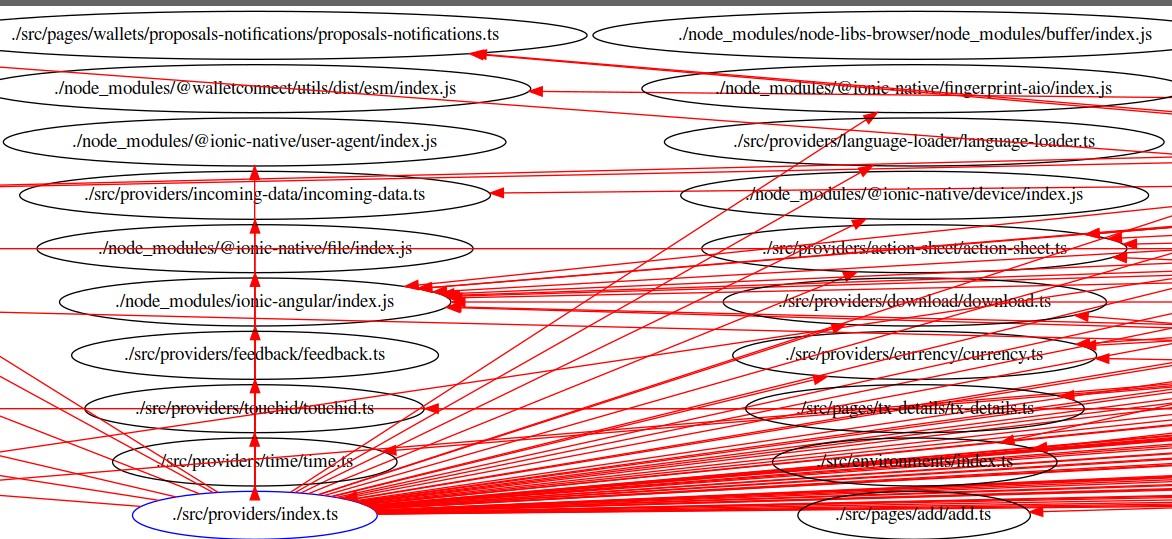 ./src/pages/wallets/proposals-notifications/proposals-notifications.ts
./node_modules/node-libs-browser/node_modules/buffer/index.js
./node_modules/@walletconnect/utils/dist/esm/index.js
./node_modules/@ionic-native/fingerprint-aio/index.js
./node_modules/@ionic-native/user-agent/index.js
./src/providers/language-loader/language-loader.ts
./src/providers/incoming-data/incoming-data.ts
./node_modules/@ionic-native/device/index.js
./node_modules/@ionic-native/file/index.js
./src/providers/action-sheet/action-sheet.ts
./node_modules/ionic-angular/index.js
./src/providers/download/download.ts
./src/providers/feedback/feedback.ts
./src/providers/currency/currency.ts
./src/providers/touchid/touchid.ts
./src/pages/tx-details/tx-details.ts
./src/providers/time/time.ts
./src/environments/index.ts
./src/providers/index.ts
./src/pages/add/add.ts